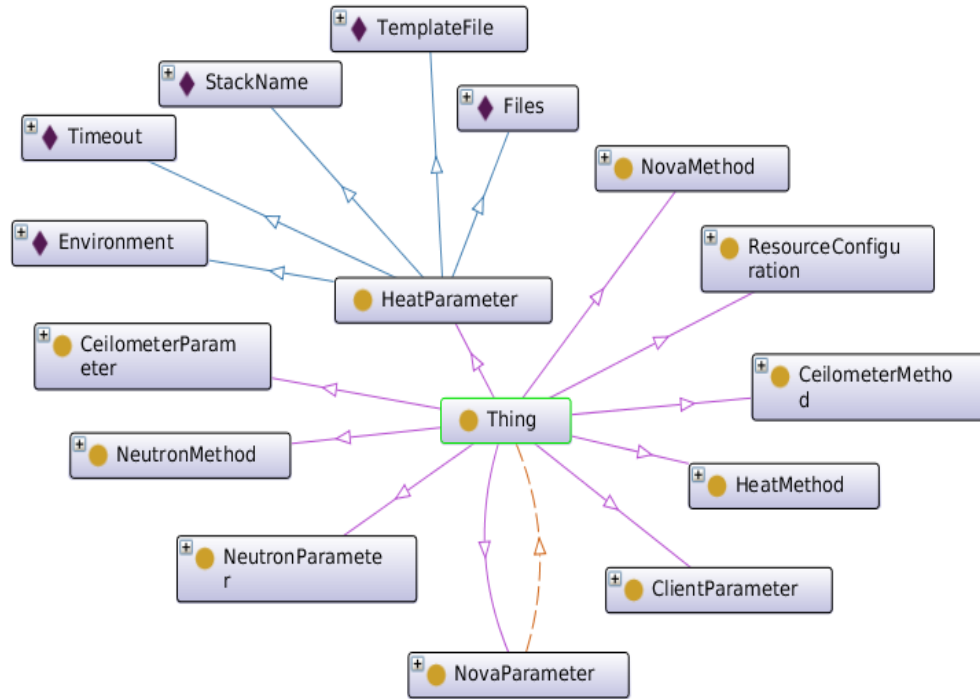 TemplateFile
StackName
Files
Timeout
NovaMethod
Environment
ResourceConfigu
ration
HeatParameter
CeilometerParam
eter
CeilometerMetho
d
Thing
NeutronMethod
HeatMethod
NeutronParamete
r
ClientParameter
NovaParameter